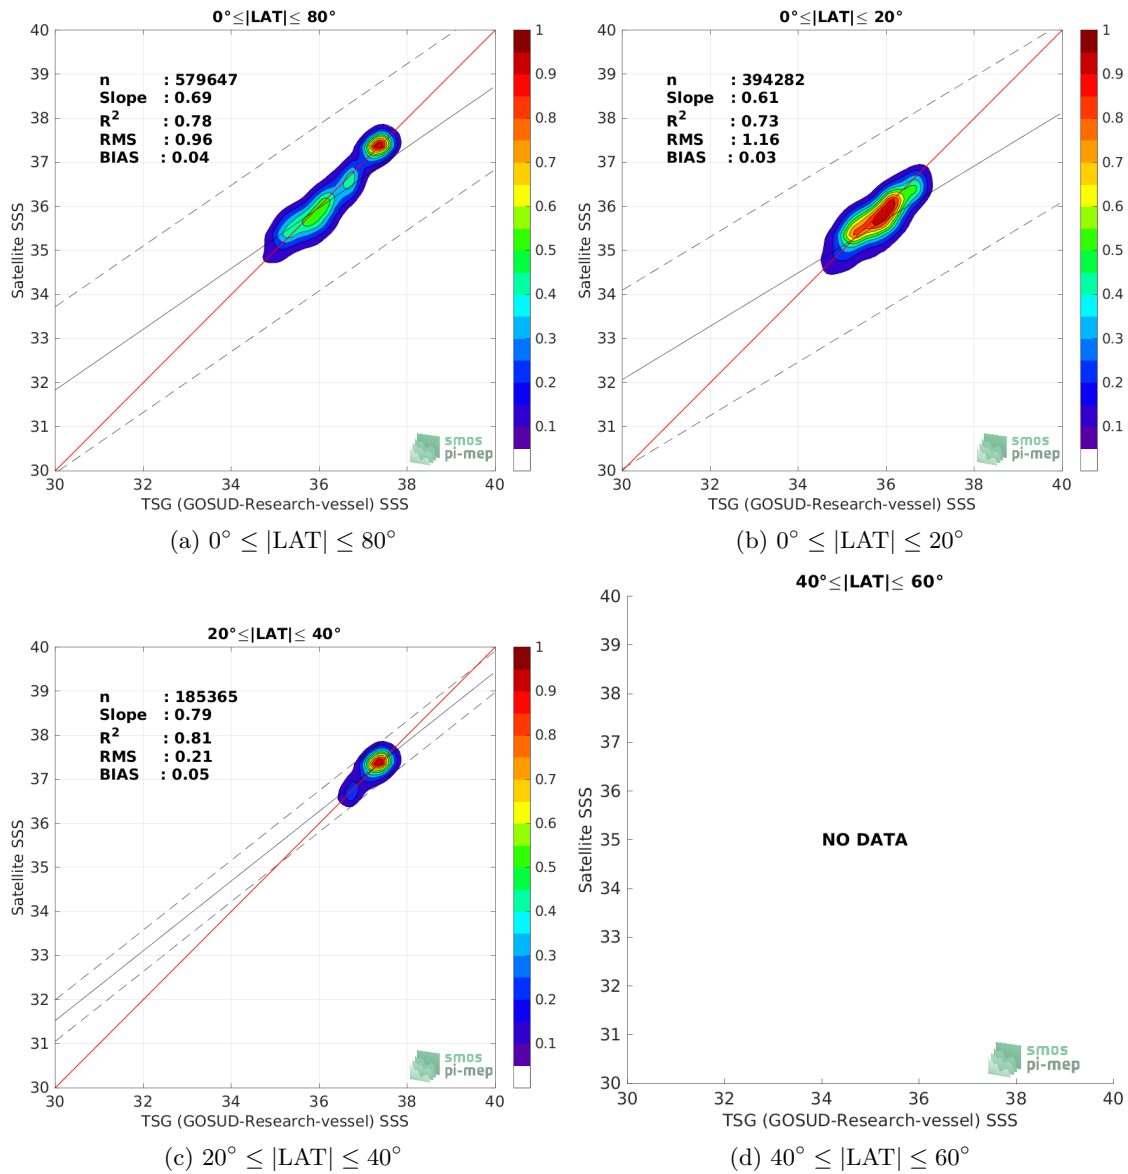 0°≤|LAT|≤ 80°
40
39
38
37
36
35
34
33
32
31
30
Satellite SSS
n : 579647
Slope : 0.69
R² : 0.78
RMS : 0.96
BIAS : 0.04
1
0.9
0.8
0.7
0.6
0.5
0.4
0.3
0.2
0.1
smos
pi-mep
30 32 34 36 38 40
TSG (GOSUD-Research-vessel) SSS
(a) 0° ≤ |LAT| ≤ 80°
0°≤|LAT|≤ 20°
40
39
38
37
36
35
34
33
32
31
30
Satellite SSS
n : 394282
Slope : 0.61
R² : 0.73
RMS : 1.16
BIAS : 0.03
1
0.9
0.8
0.7
0.6
0.5
0.4
0.3
0.2
0.1
smos
pi-mep
30 32 34 36 38 40
TSG (GOSUD-Research-vessel) SSS
(b) 0° ≤ |LAT| ≤ 20°
20°≤|LAT|≤ 40°
40
39
38
37
36
35
34
33
32
31
30
Satellite SSS
n : 185365
Slope : 0.79
R² : 0.81
RMS : 0.21
BIAS : 0.05
1
0.9
0.8
0.7
0.6
0.5
0.4
0.3
0.2
0.1
smos
pi-mep
30 32 34 36 38 40
TSG (GOSUD-Research-vessel) SSS
(c) 20° ≤ |LAT| ≤ 40°
40°≤|LAT|≤ 60°
40
39
38
37
36
35
34
33
32
31
30
Satellite SSS
NO DATA
smos
pi-mep
30 32 34 36 38 40
TSG (GOSUD-Research-vessel) SSS
(d) 40° ≤ |LAT| ≤ 60°